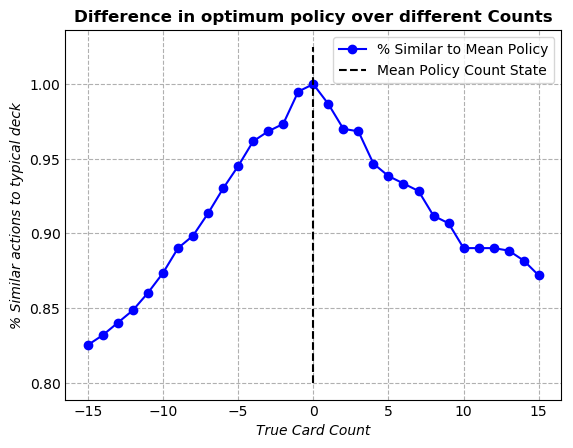 Difference in optimum policy over different Counts
% Similar to Mean Policy
Mean Policy Count State
% Similar actions to typical deck
1.00
0.95
0.90
0.85
0.80
−15
−10
−5
0
5
10
15
True Card Count